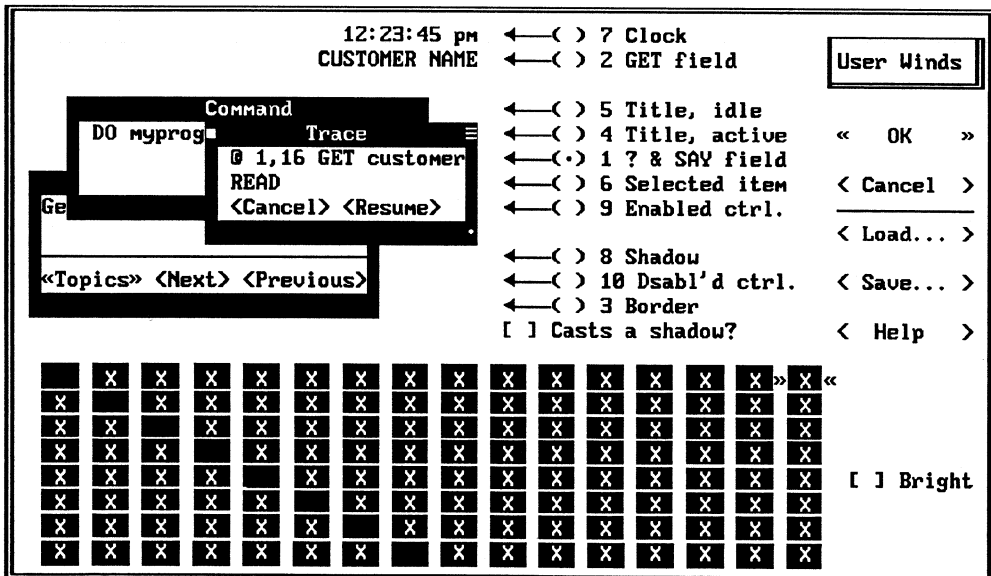 12:23:45 pm ←( ) 7 Clock
CUSTOMER NAME ←( ) 2 GET field
User Winds
Command ←( ) 5 Title, idle
DO myprog Trace ≡ ←( ) 4 Title, active « OK »
@ 1,16 GET customer ←(·) 1 ? & SAY field
READ ←( ) 6 Selected item < Cancel >
Ge <Cancel> <Resume> ←( ) 9 Enabled ctrl.
< Load... >
←( ) 8 Shadow
«Topics» <Next> <Previous> ←( ) 10 Dsabl'd ctrl. < Save... >
←( ) 3 Border
[ ] Casts a shadow? < Help >
X X X X X X X X X X X X X X » X «
X X X X X X X X X X X X X X X
X X X X X X X X X X X X X X X
X X X X X X X X X X X X X X X
X X X X X X X X X X X X X X X [ ] Bright
X X X X X X X X X X X X X X X
X X X X X X X X X X X X X X X
X X X X X X X X X X X X X X X